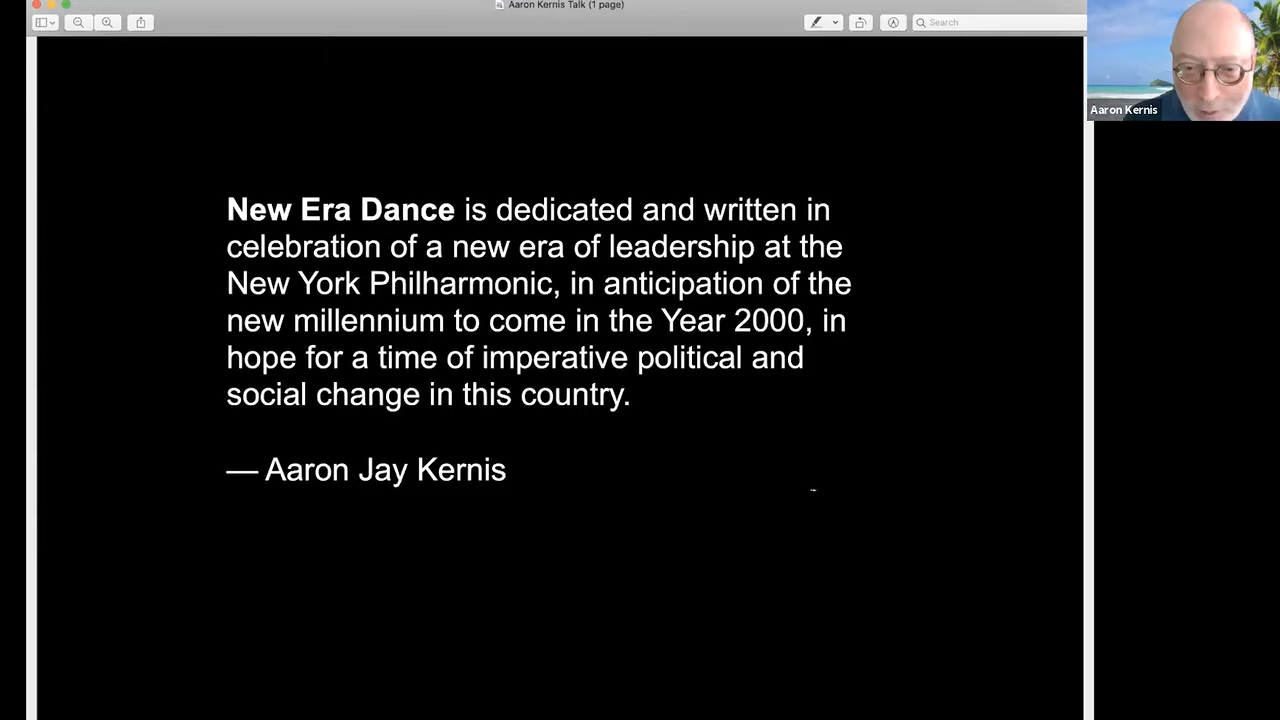 Aaron Kernis Talk (1 page)
Search
Aaron Kernis
New Era Dance is dedicated and written in
celebration of a new era of leadership at the
New York Philharmonic, in anticipation of the
new millennium to come in the Year 2000, in
hope for a time of imperative political and
social change in this country.
— Aaron Jay Kernis